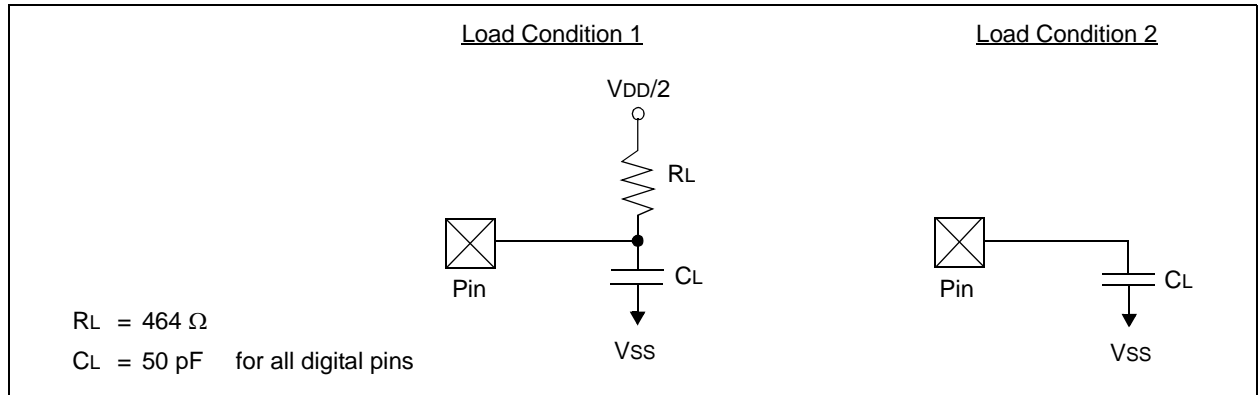 Load Condition 1
VDD/2
RL
Pin
CL
VSS
Load Condition 2
Pin
CL
VSS
RL = 464 Ω
CL = 50 pF for all digital pins